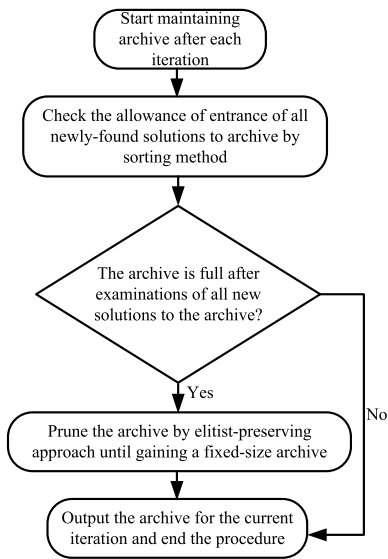 Start maintaining
archive after each
iteration
Check the allowance of entrance of all
newly-found solutions to archive by
sorting method
The archive is full after
examinations of all new
solutions to the archive?
Yes
No
Prune the archive by elitist-preserving
approach until gaining a fixed-size archive
Output the archive for the current
iteration and end the procedure